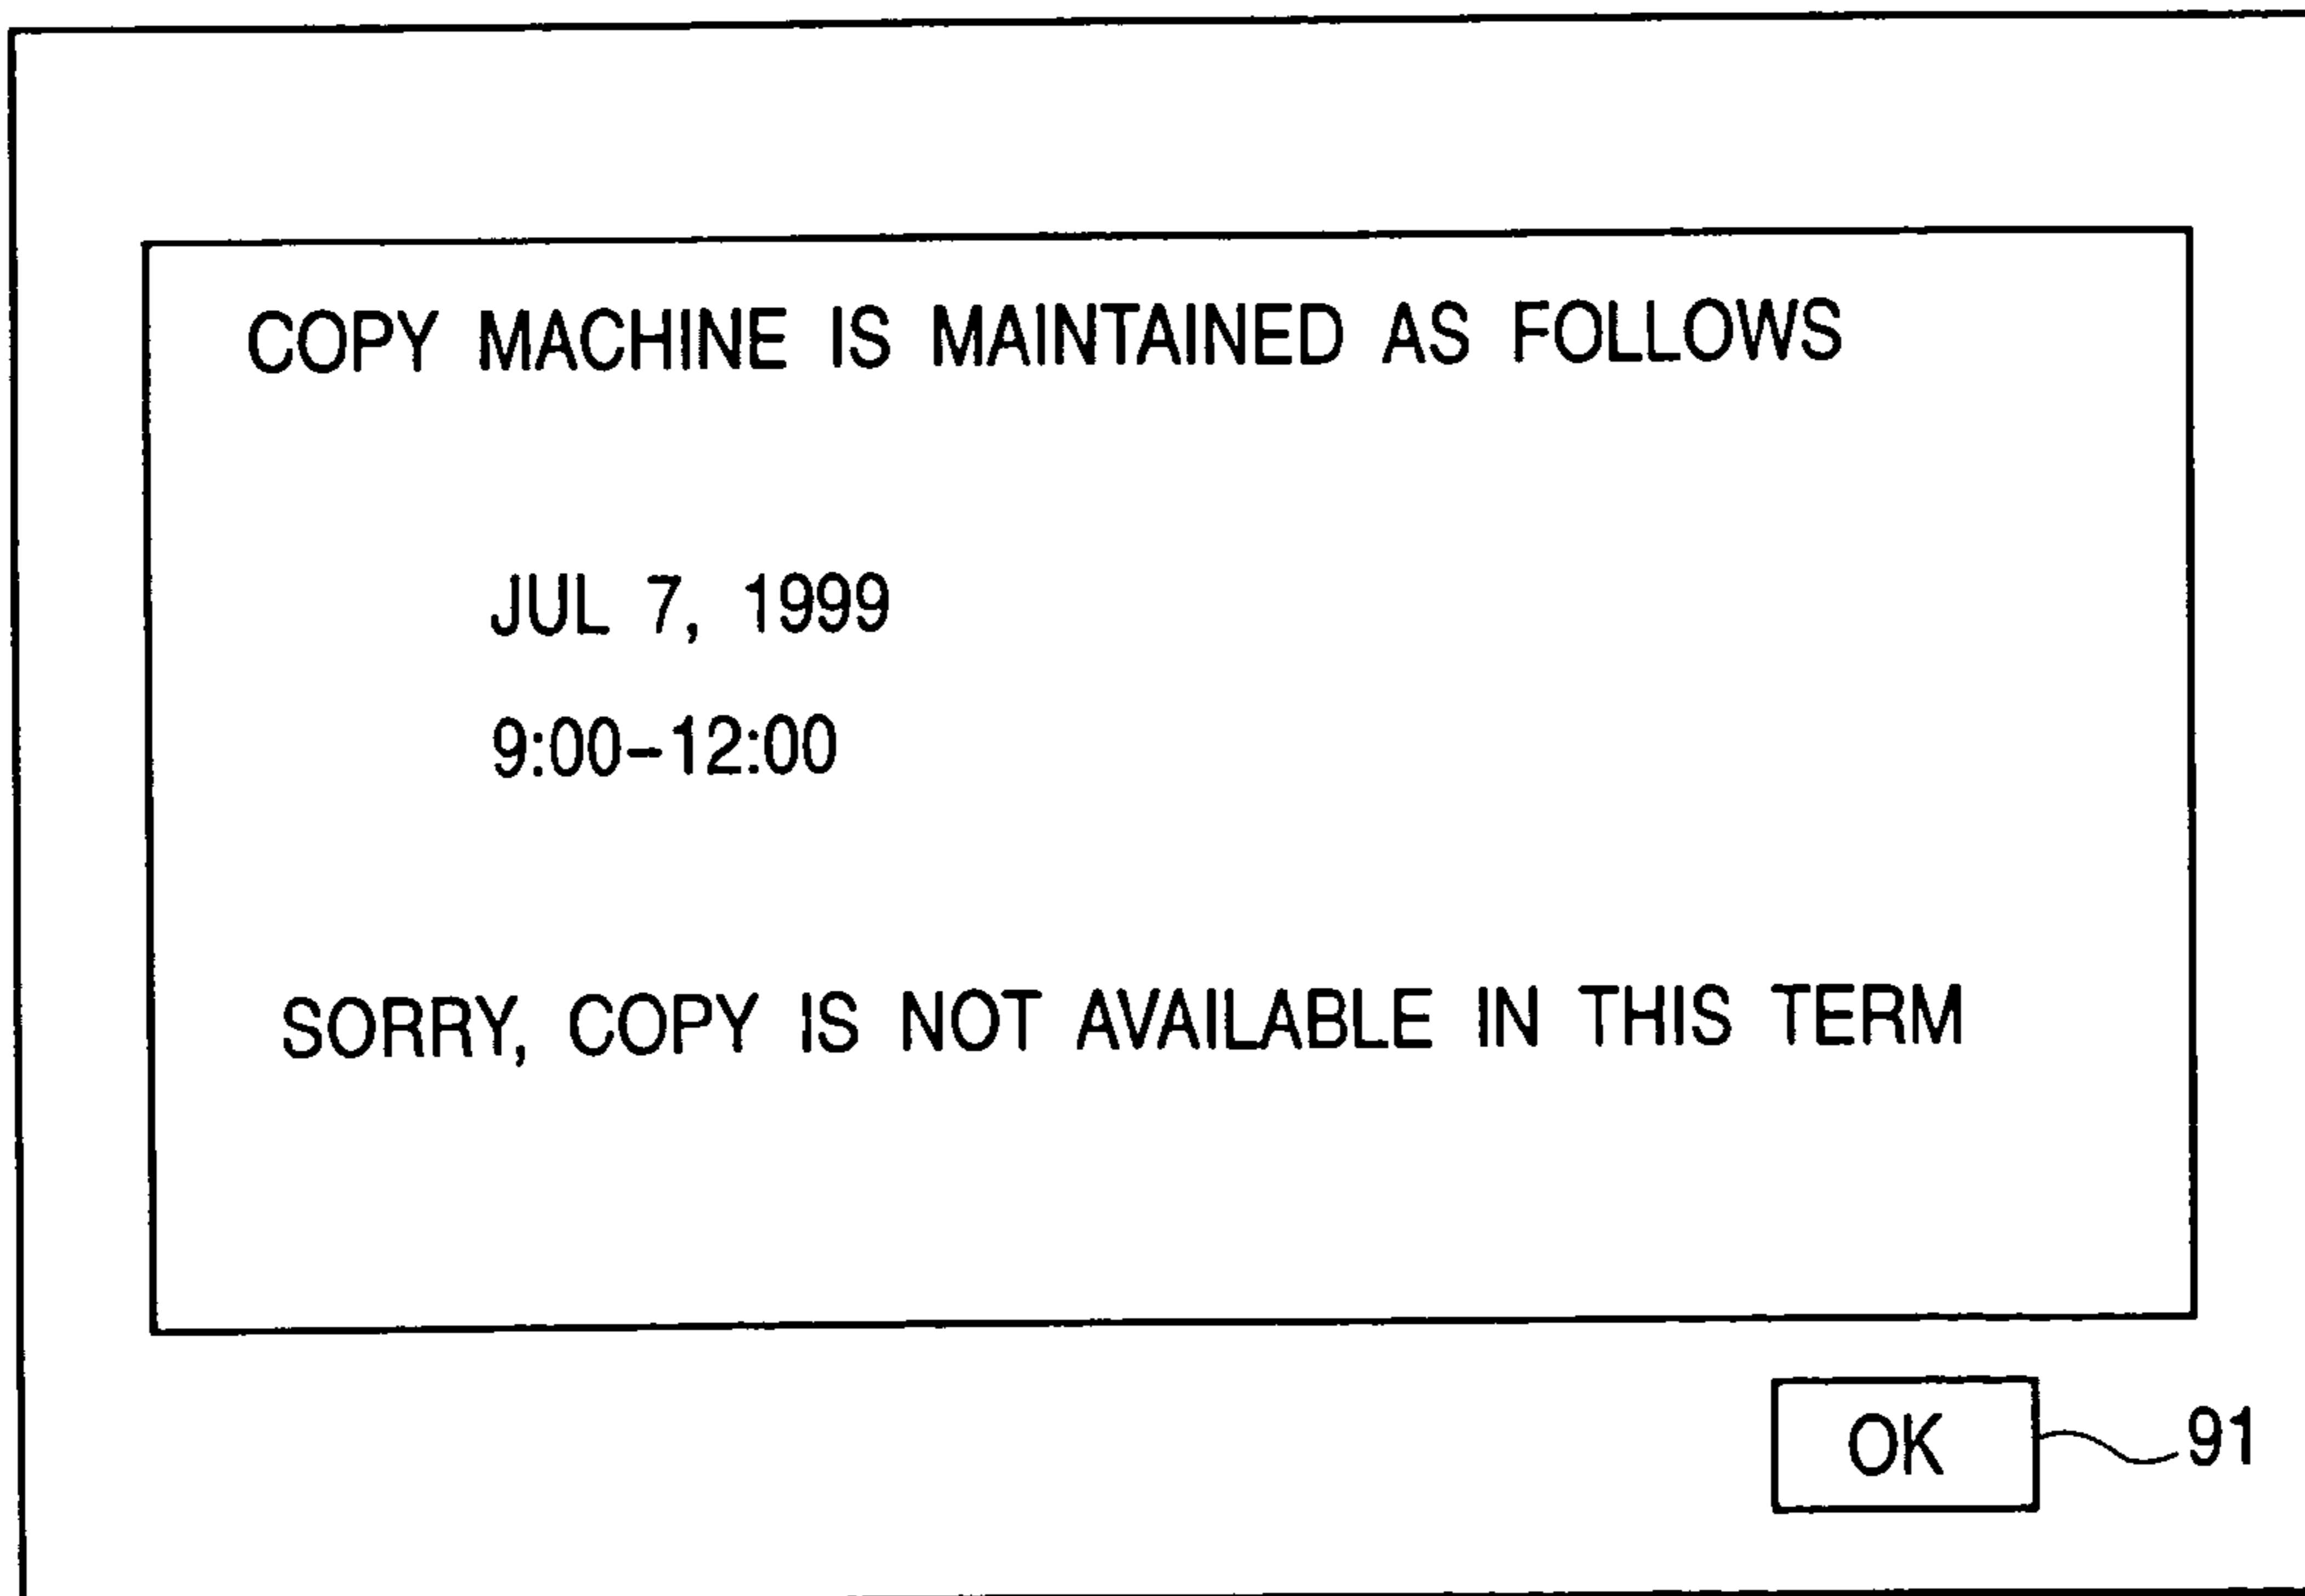 COPY MACHINE IS MAINTAINED AS FOLLOWS
JUL 7, 1999
9:00-12:00
SORRY, COPY IS NOT AVAILABLE IN THIS TERM
OK 91